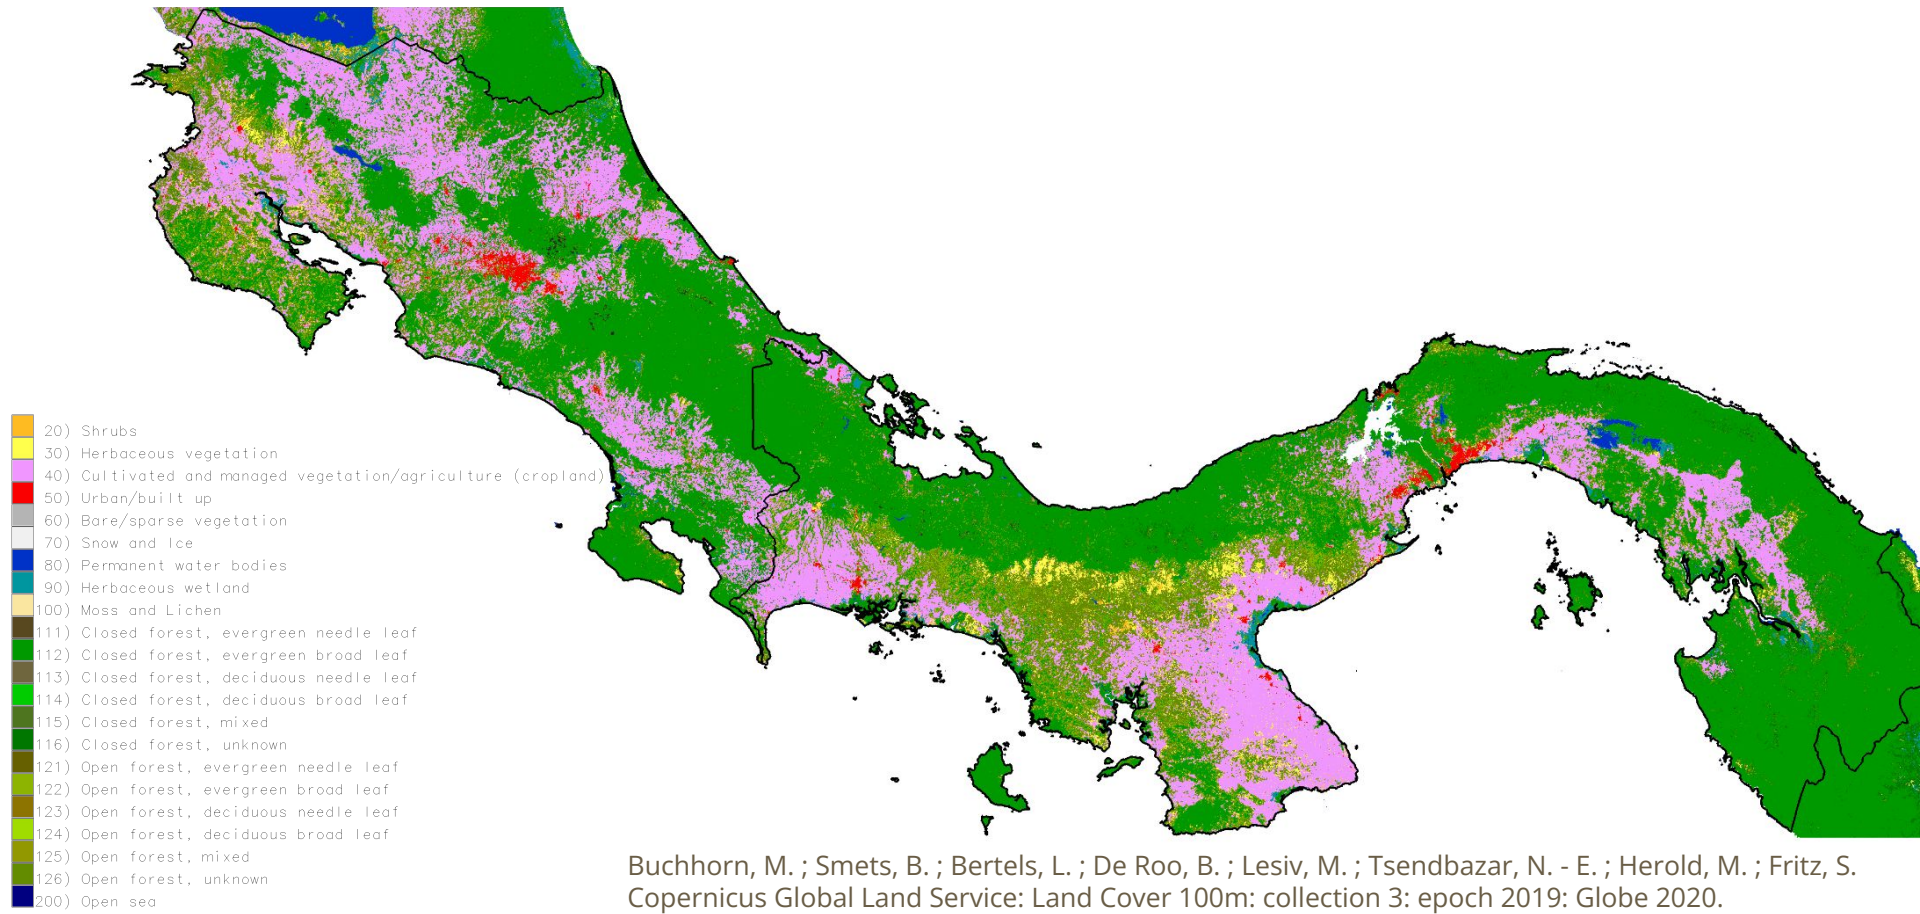 20) Shrubs
30) Herbaceous vegetation
40) Cultivated and managed vegetation/agriculture (cropland)
50) Urban/built up
60) Bare/sparse vegetation
70) Snow and Ice
80) Permanent water bodies
90) Herbaceous wetland
100) Moss and Lichen
111) Closed forest, evergreen needle leaf
112) Closed forest, evergreen broad leaf
113) Closed forest, deciduous needle leaf
114) Closed forest, deciduous broad leaf
115) Closed forest, mixed
116) Closed forest, unknown
121) Open forest, evergreen needle leaf
122) Open forest, evergreen broad leaf
123) Open forest, deciduous needle leaf
124) Open forest, deciduous broad leaf
125) Open forest, mixed
126) Open forest, unknown
200) Open sea
Buchhorn, M. ; Smets, B. ; Bertels, L. ; De Roo, B. ; Lesiv, M. ; Tsendbazar, N. - E. ; Herold, M. ; Fritz, S.
Copernicus Global Land Service: Land Cover 100m: collection 3: epoch 2019: Globe 2020.